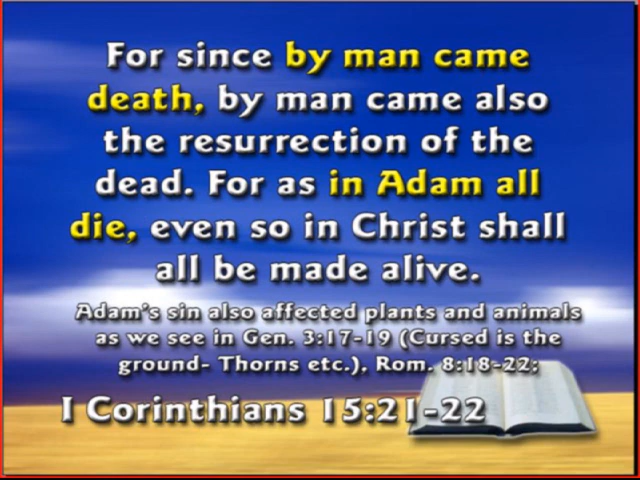 For since by man came
death, by man came also
the resurrection of the
dead. For as in Adam all
die, even so in Christ shall
all be made alive.
Adam's sin also affected plants and animals
as we see in Gen. 3:17-19 (Cursed is the
ground- Thorns etc.), Rom. 8:18-22;
I Corinthians 15:21-22